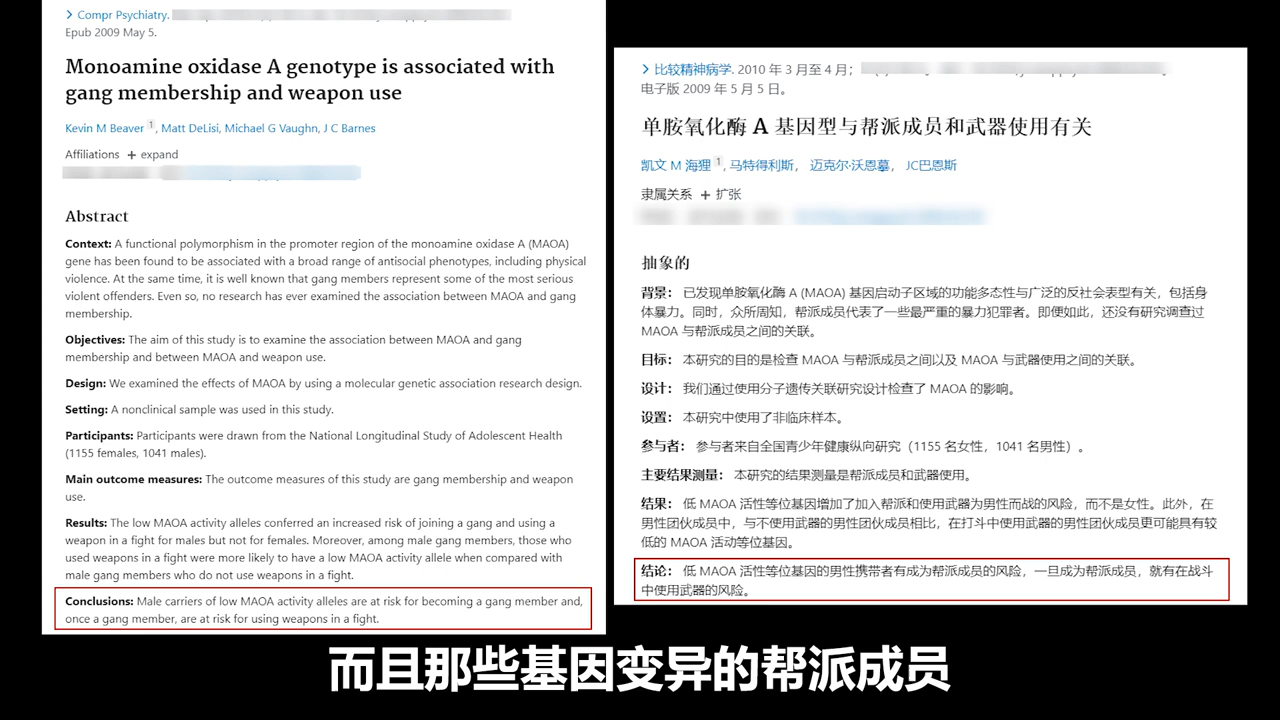 Compr Psychiatry.
Epub 2009 May 5.
Monoamine oxidase A genotype is associated with
gang membership and weapon use
Kevin M Beaver 1, Matt DeLisi, Michael G Vaughn, J C Barnes
Affiliations + expand
Abstract
Context: A functional polymorphism in the promoter region of the monoamine oxidase A (MAOA)
gene has been found to be associated with a broad range of antisocial phenotypes, including physical
violence. At the same time, it is well known that gang members represent some of the most serious
violent offenders. Even so, no research has ever examined the association between MAOA and gang
membership.
Objectives: The aim of this study is to examine the association between MAOA and gang
membership and between MAOA and weapon use.
Design: We examined the effects of MAOA by using a molecular genetic association research design.
Setting: A nonclinical sample was used in this study.
Participants: Participants were drawn from the National Longitudinal Study of Adolescent Health
(1155 females, 1041 males).
Main outcome measures: The outcome measures of this study are gang membership and weapon
use.
Results: The low MAOA activity alleles conferred an increased risk of joining a gang and using a
weapon in a fight for males but not for females. Moreover, among male gang members, those who
used weapons in a fight were more likely to have a low MAOA activity allele when compared with
male gang members who do not use weapons in a fight.
Conclusions: Male carriers of low MAOA activity alleles are at risk for becoming a gang member and,
once a gang member, are at risk for using weapons in a fight.
比较精神病学. 2010 年 3 月至 4 月；
电子版 2009 年 5 月 5 日。
单胺氧化酶 A 基因型与帮派成员和武器使用有关
凯文 M 海狸 1, 马特得利斯， 迈克尔·沃恩墓， JC巴恩斯
隶属关系 + 扩张
抽象的
背景： 已发现单胺氧化酶 A (MAOA) 基因启动子区域的功能多态性与广泛的反社会表型有关，包括身
体暴力。同时，众所周知，帮派成员代表了一些最严重的暴力犯罪者。即便如此，还没有研究调查过
MAOA 与帮派成员之间的关联。
目标： 本研究的目的是检查 MAOA 与帮派成员之间以及 MAOA 与武器使用之间的关联。
设计： 我们通过使用分子遗传关联研究设计检查了 MAOA 的影响。
设置： 本研究中使用了非临床样本。
参与者： 参与者来自全国青少年健康纵向研究（1155 名女性，1041 名男性）。
主要结果测量： 本研究的结果测量是帮派成员和武器使用。
结果： 低 MAOA 活性等位基因增加了加入帮派和使用武器为男性而战的风险，而不是女性。此外，在
男性团伙成员中，与不使用武器的男性团伙成员相比，在打斗中使用武器的男性团伙成员更可能具有较
低的 MAOA 活动等位基因。
结论： 低 MAOA 活性等位基因的男性携带者有成为帮派成员的风险，一旦成为帮派成员，就有在战斗
中使用武器的风险。
而且那些基因变异的帮派成员